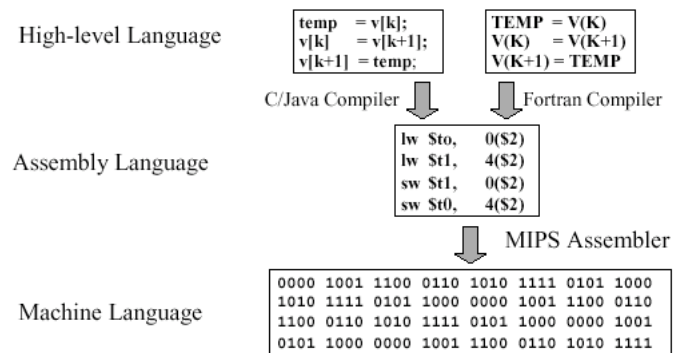 High-level Language
temp = v[k];
v[k] = v[k+1];
v[k+1] = temp;
TEMP = V(K)
V(K) = V(K+1)
V(K+1) = TEMP
C/Java Compiler
Fortran Compiler
Assembly Language
lw $to, 0($2)
lw $t1, 4($2)
sw $t1, 0($2)
sw $t0, 4($2)
MIPS Assembler
Machine Language
0000 1001 1100 0110 1010 1111 0101 1000
1010 1111 0101 1000 0000 1001 1100 0110
1100 0110 1010 1111 0101 1000 0000 1001
0101 1000 0000 1001 1100 0110 1010 1111